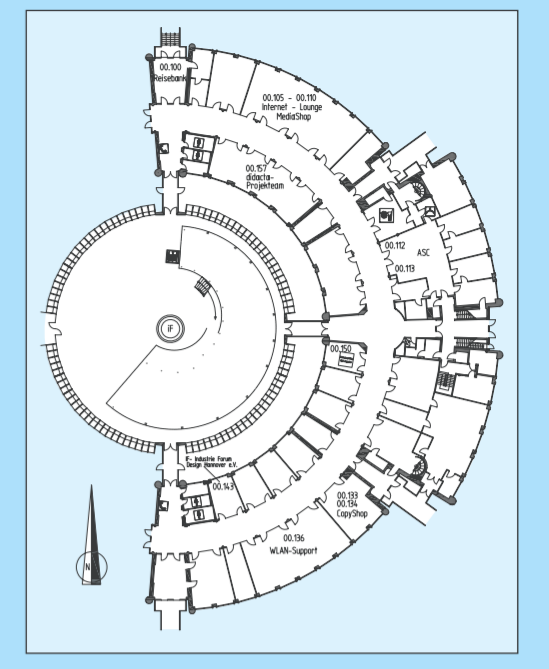 00.100
Reisebank
00.105 - 00.110
Internet - Lounge
MediaShop
00.157
didacta-
Projekteam
00.112
ASC
00.113
iF
00.150
iF- Industrie Forum
Design Hannover e.V.
00.143
00.133
00.134
CopyShop
00.136
WLAN-Support
N